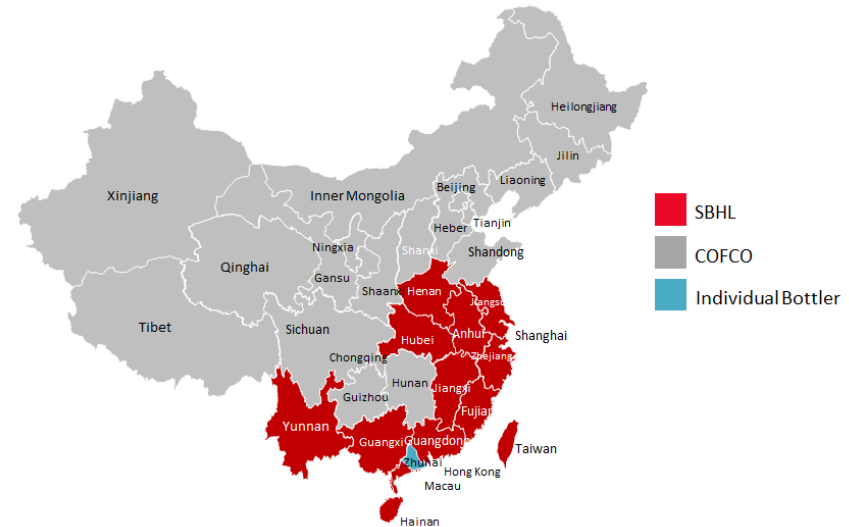 Heilongjiang
Jilin
Liaoning
Beijing
Xinjiang
Inner Mongolia
Tianjin
Heber
SBHL
Shanxi
Ningxia
Shandong
COFCO
Qinghai
Gansu
Shaanxi
Henan
Individual Bottler
Jiangsu
Tibet
Sichuan
Anhui
Shanghai
Hubei
Zhejiang
Chongqing
Hunan
Jiangxi
Guizhou
Fujian
Yunnan
Guangxi
Guangdong
Taiwan
Zhuhai
Hong Kong
Macau
Hainan